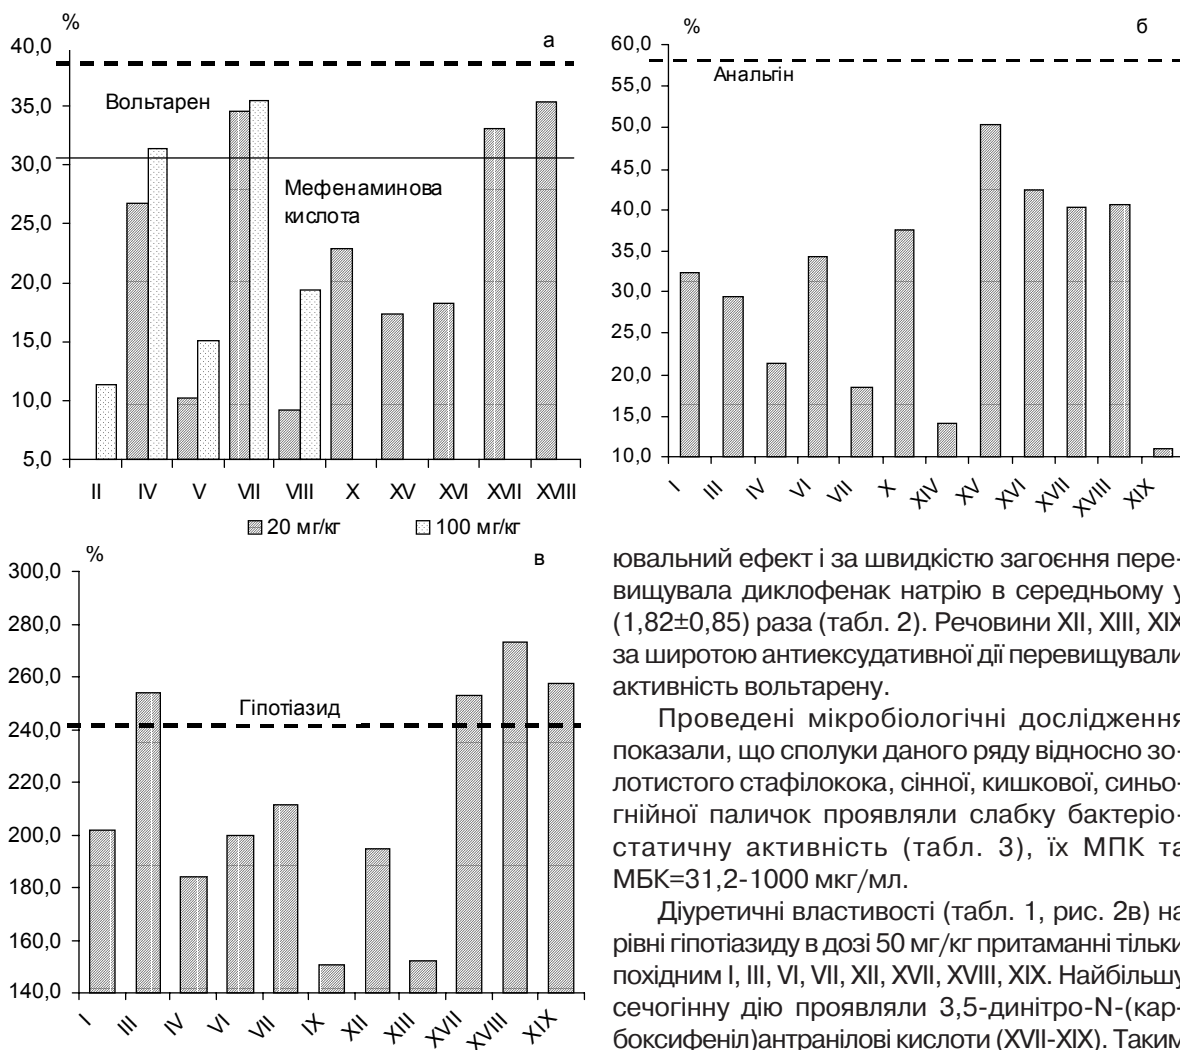 %
а
40,0
35,0
30,0
25,0
20,0
15,0
10,0
5,0
Вольтарен
Мефенамінова
кислота
II IV V VII VIII X XV XVI XVII XVIII
20 мг/кг 100 мг/кг
%
б
60,0
55,0
50,0
45,0
40,0
35,0
30,0
25,0
20,0
15,0
10,0
Анальгін
I III IV VI VII X XIV XV XVI XVII XVIII XIX
%
в
300,0
280,0
260,0
240,0
220,0
200,0
180,0
160,0
140,0
Гіпотіазид
I III IV VI VII IX XII XIII XVII XVIII XIX
ювальний ефект і за швидкістю загоєння пере-
вищувала диклофенак натрію в середньому у
(1,82±0,85) раза (табл. 2). Речовини XII, XIII, XIX
за широтою антиексудативної дії перевищували
активність вольтарену.
Проведені мікробіологічні дослідження
показали, що сполуки даного ряду відносно зо-
лотистого стафілокока, сінної, кишкової, синьо-
гнійної паличок проявляли слабку бактеріо-
статичну активність (табл. 3), їх МПК та
МБК=31,2-1000 мкг/мл.
Діуретичні властивості (табл. 1, рис. 2в) на
рівні гіпотіазиду в дозі 50 мг/кг притаманні тільки
похідним I, III, VI, VII, XII, XVII, XVIII, XIX. Найбільшу
сечогінну дію проявляли 3,5-динітро-N-(кар-
боксифеніл)антранілові кислоти (XVII-XIX). Таким